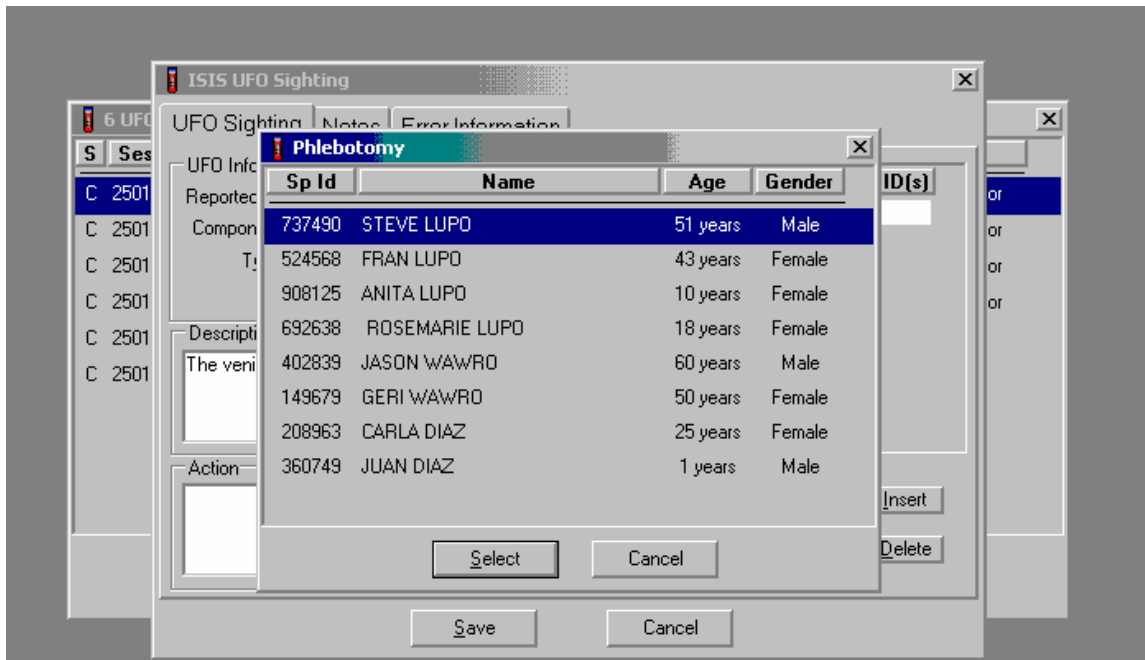 ISIS UFO Sighting
6 UFO
UFO Sighting Notes Error Information
Phlebotomy
S Ses
UFO Info
Sp Id Name Age Gender
ID(s)
C 2501
Reported
or
737490 STEVE LUPO 51 years Male
C 2501
Compon
or
524568 FRAN LUPO 43 years Female
C 2501
or
908125 ANITA LUPO 10 years Female
C 2501
or
692638 ROSEMARIE LUPO 18 years Female
C 2501
Descripti
402839 JASON WAWRO 60 years Male
C 2501
The veni
149679 GERI WAWRO 50 years Female
208963 CARLA DIAZ 25 years Female
360749 JUAN DIAZ 1 years Male
Action
Insert
Select Cancel
Delete
Save Cancel